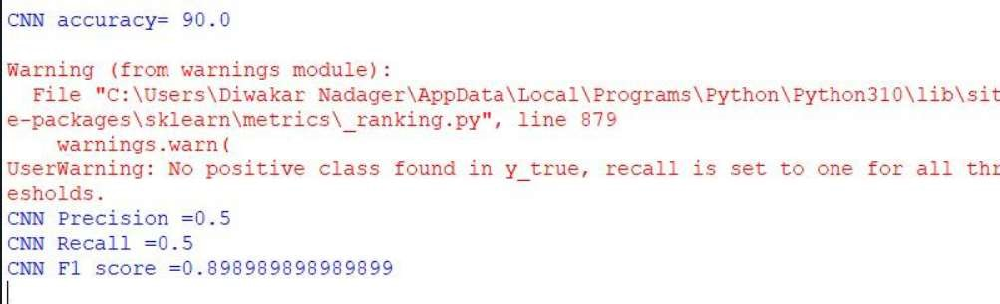 CNN accuracy= 90.0
Warning (from warnings module):
  File "C:\Users\Diwakar Nadager\AppData\Local\Programs\Python\Python310\lib\sit
e-packages\sklearn\metrics\_ranking.py", line 879
    warnings.warn(
UserWarning: No positive class found in y_true, recall is set to one for all thr
esholds.
CNN Precision =0.5
CNN Recall =0.5
CNN F1 score =0.898989898989899